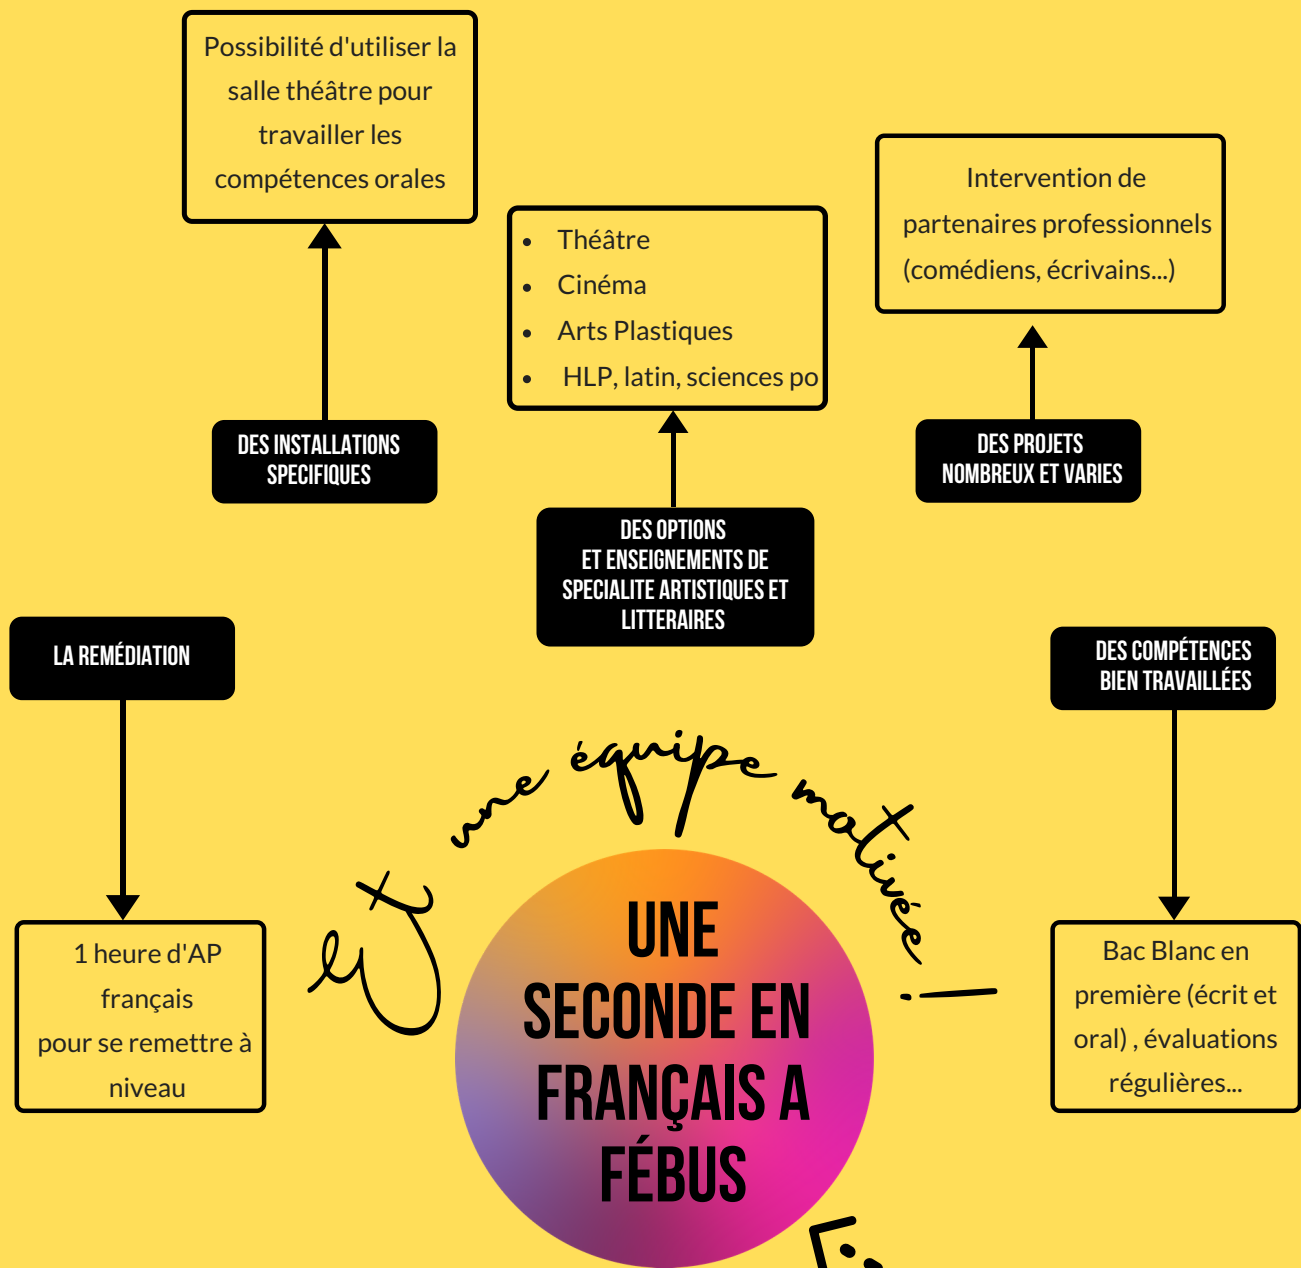 Possibilité d'utiliser la
salle théâtre pour
travailler les
compétences orales
DES INSTALLATIONS
SPECIFIQUES
• Théâtre
• Cinéma
• Arts Plastiques
• HLP, latin, sciences po
DES OPTIONS
ET ENSEIGNEMENTS DE
SPECIALITE ARTISTIQUES ET
LITTERAIRES
Intervention de
partenaires professionnels
(comédiens, écrivains...)
DES PROJETS
NOMBREUX ET VARIES
LA REMÉDIATION
1 heure d'AP
français
pour se remettre à
niveau
DES COMPÉTENCES
BIEN TRAVAILLÉES
Bac Blanc en
première (écrit et
oral) , évaluations
régulières...
Et une équipe motivée !
UNE
SECONDE EN
FRANÇAIS A
FÉBUS